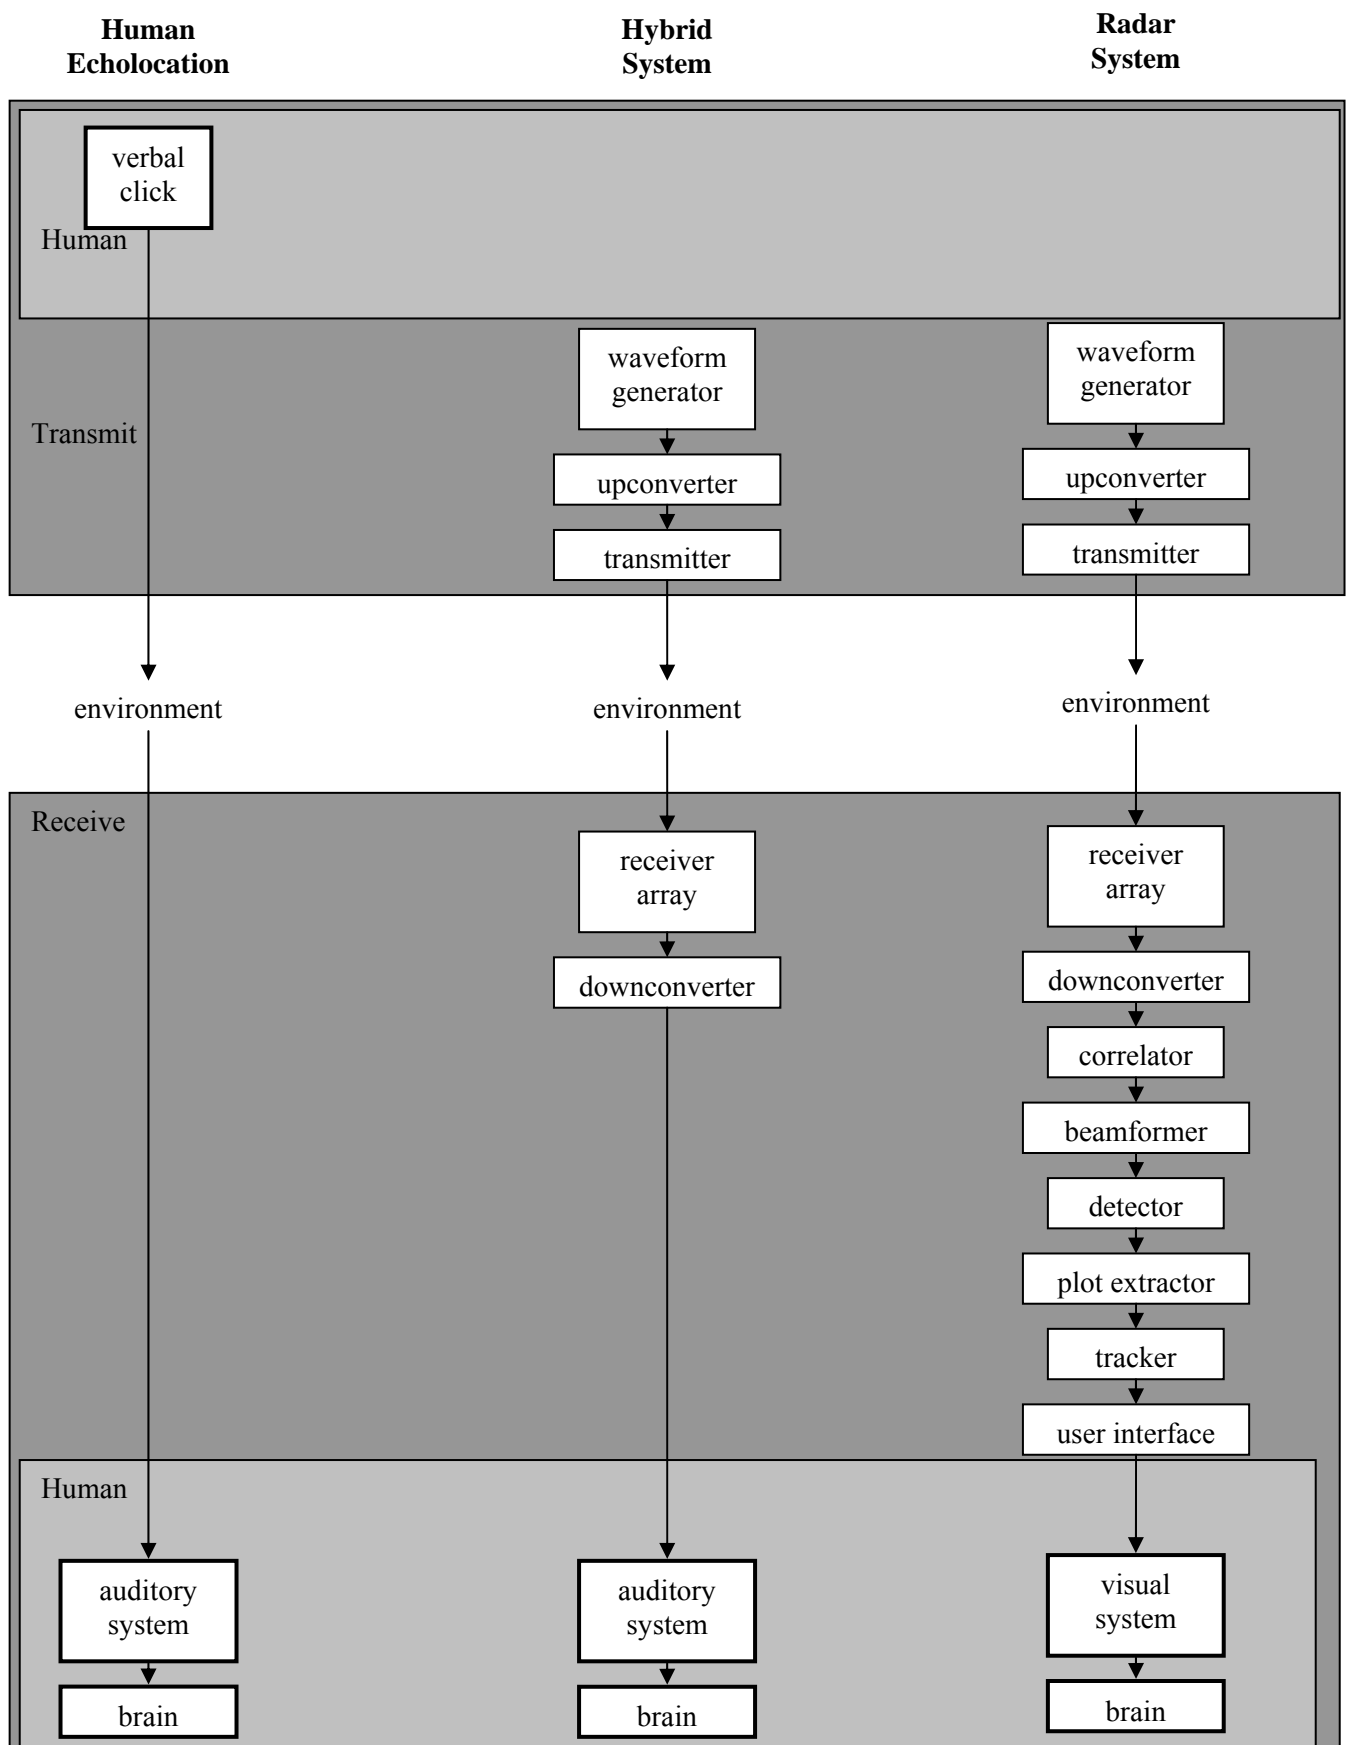 Human
Echolocation
Hybrid
System
Radar
System
verbal
click
Human
Transmit
waveform
generator
upconverter
transmitter
waveform
generator
upconverter
transmitter
environment
environment
environment
Receive
receiver
array
downconverter
receiver
array
downconverter
correlator
beamformer
detector
plot extractor
tracker
user interface
Human
auditory
system
brain
auditory
system
brain
visual
system
brain